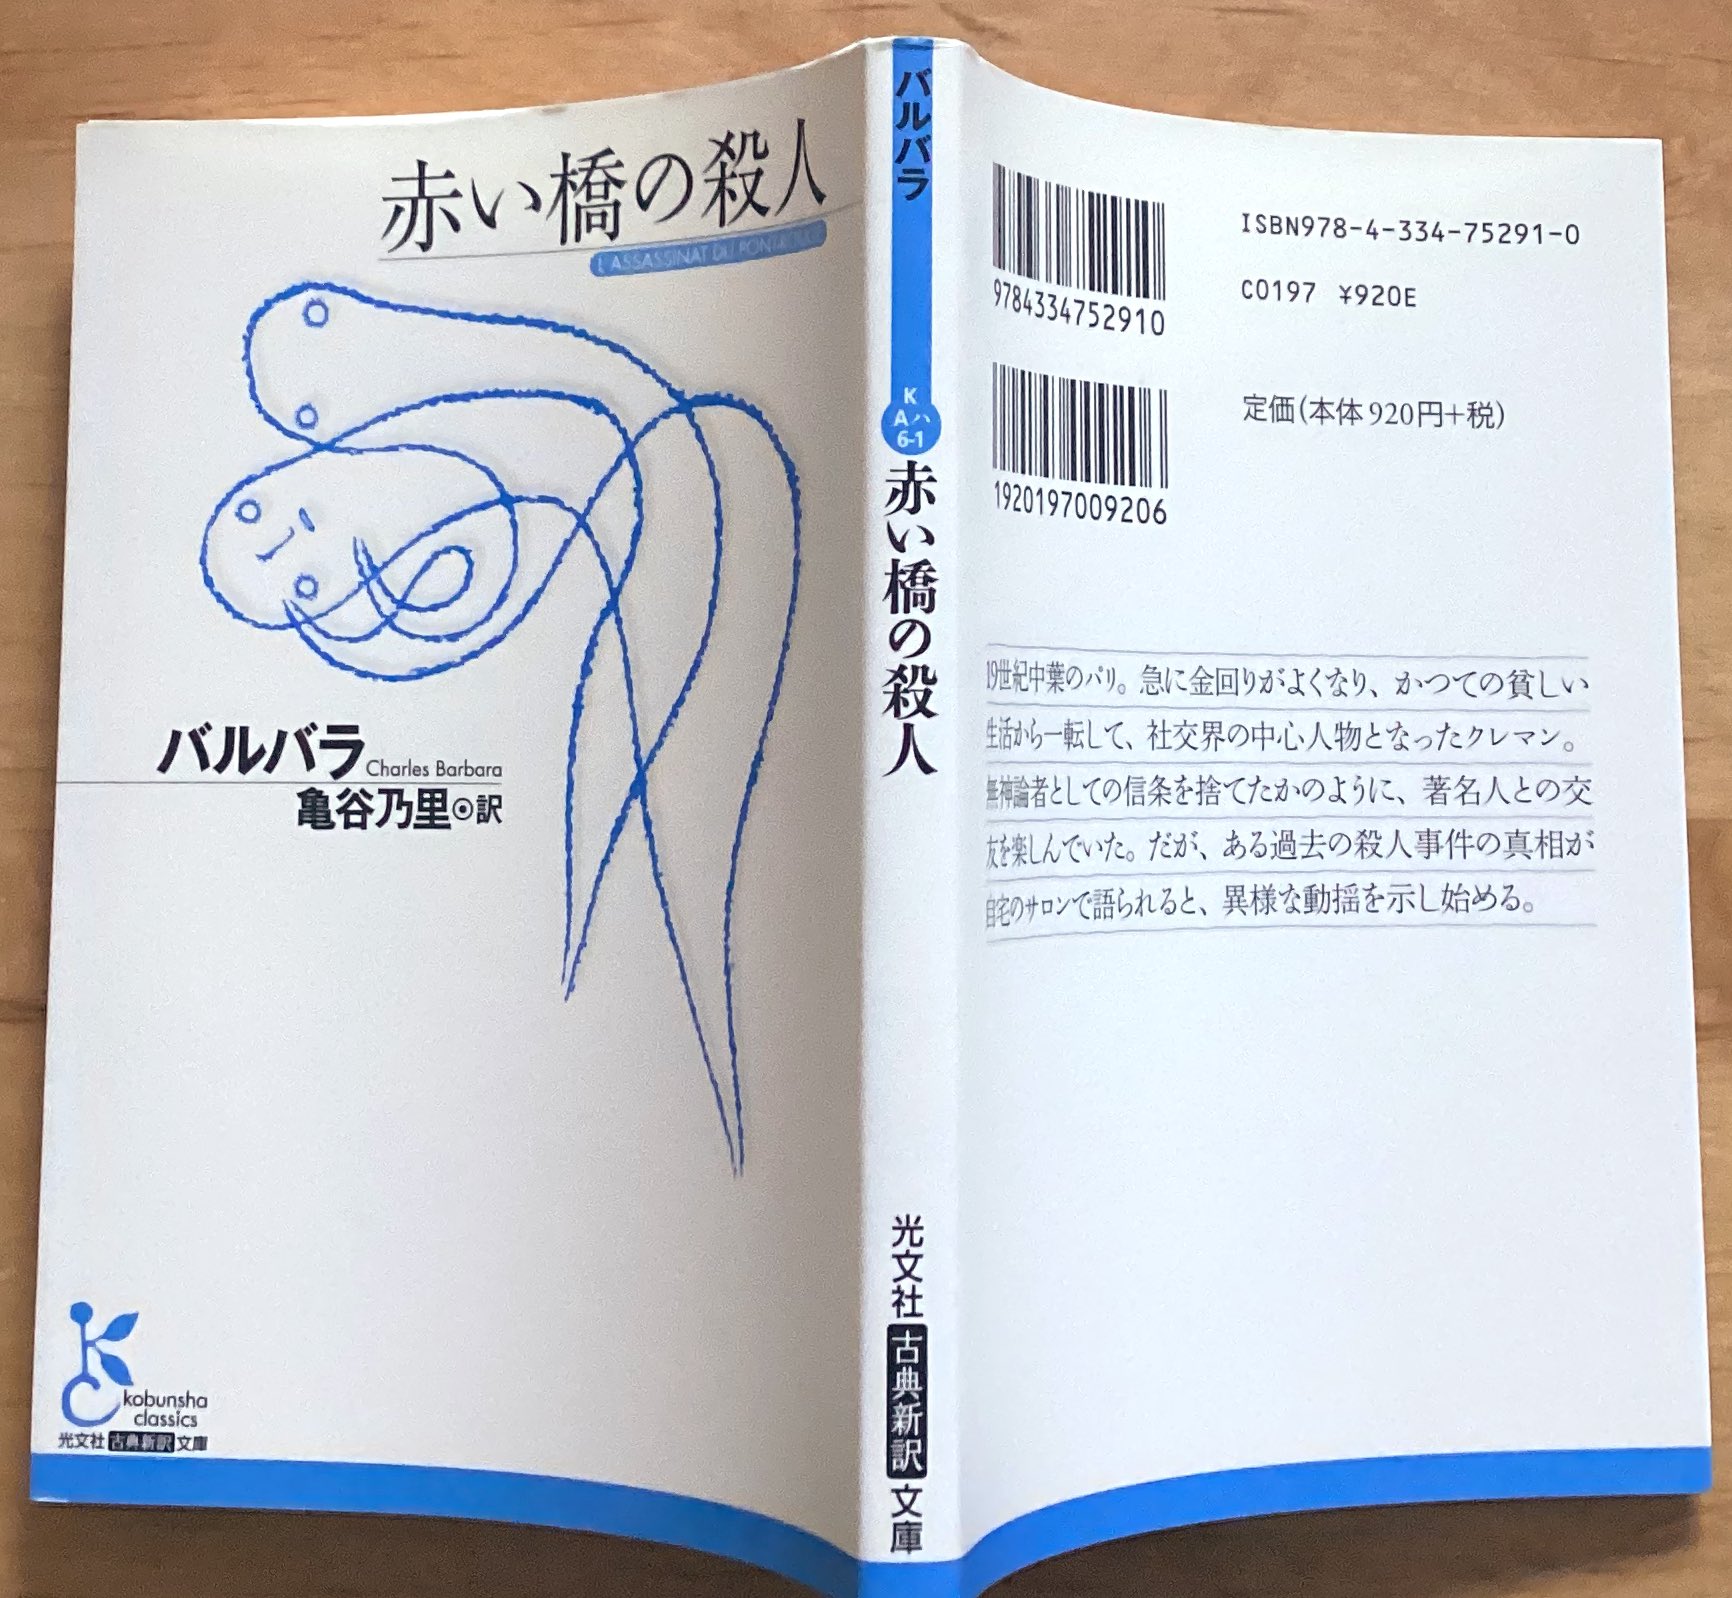 赤い橋の殺人
L'ASSASSINAT DU PONT-ROUGE
バルバラ Charles Barbara
亀谷乃里◉訳
kobunsha
classics
光文社 古典新訳 文庫
バルバラ
K
Aハ
6-1
赤い橋の殺人
光文社 古典新訳 文庫
9784334752910
ISBN978-4-334-75291-0
C0197 ¥920E
1920197009206
定価(本体920円+税)
19世紀中葉のパリ。急に金回りがよくなり、かつての貧しい
生活から一転して、社交界の中心人物となったクレマン。
無神論者としての信条を捨てたかのように、著名人との交
友を楽しんでいた。だが、ある過去の殺人事件の真相が
自宅のサロンで語られると、異様な動揺を示し始める。